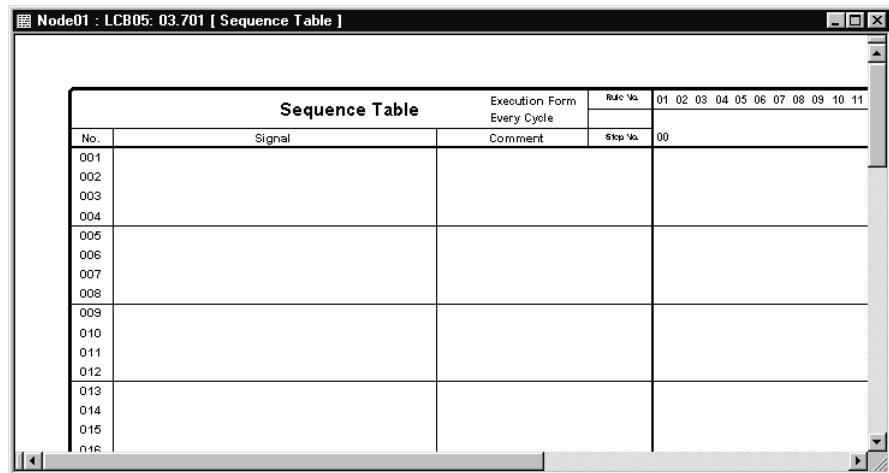 Node01 : LCB05: 03.701 [ Sequence Table ]
Sequence Table
Execution Form
Every Cycle
Rule No.
01 02 03 04 05 06 07 08 09 10 11
No.
Signal
Comment
Step No.
00
001
002
003
004
005
006
007
008
009
010
011
012
013
014
015
016